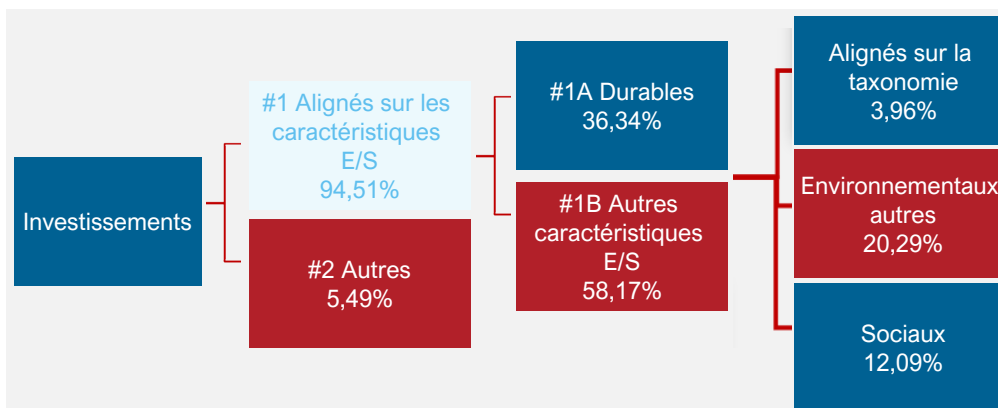 Investissements
#1 Alignés sur les
caractéristiques
E/S
94,51%
#2 Autres
5,49%
#1A Durables
36,34%
#1B Autres
caractéristiques
E/S
58,17%
Alignés sur la
taxonomie
3,96%
Environnementaux
autres
20,29%
Sociaux
12,09%